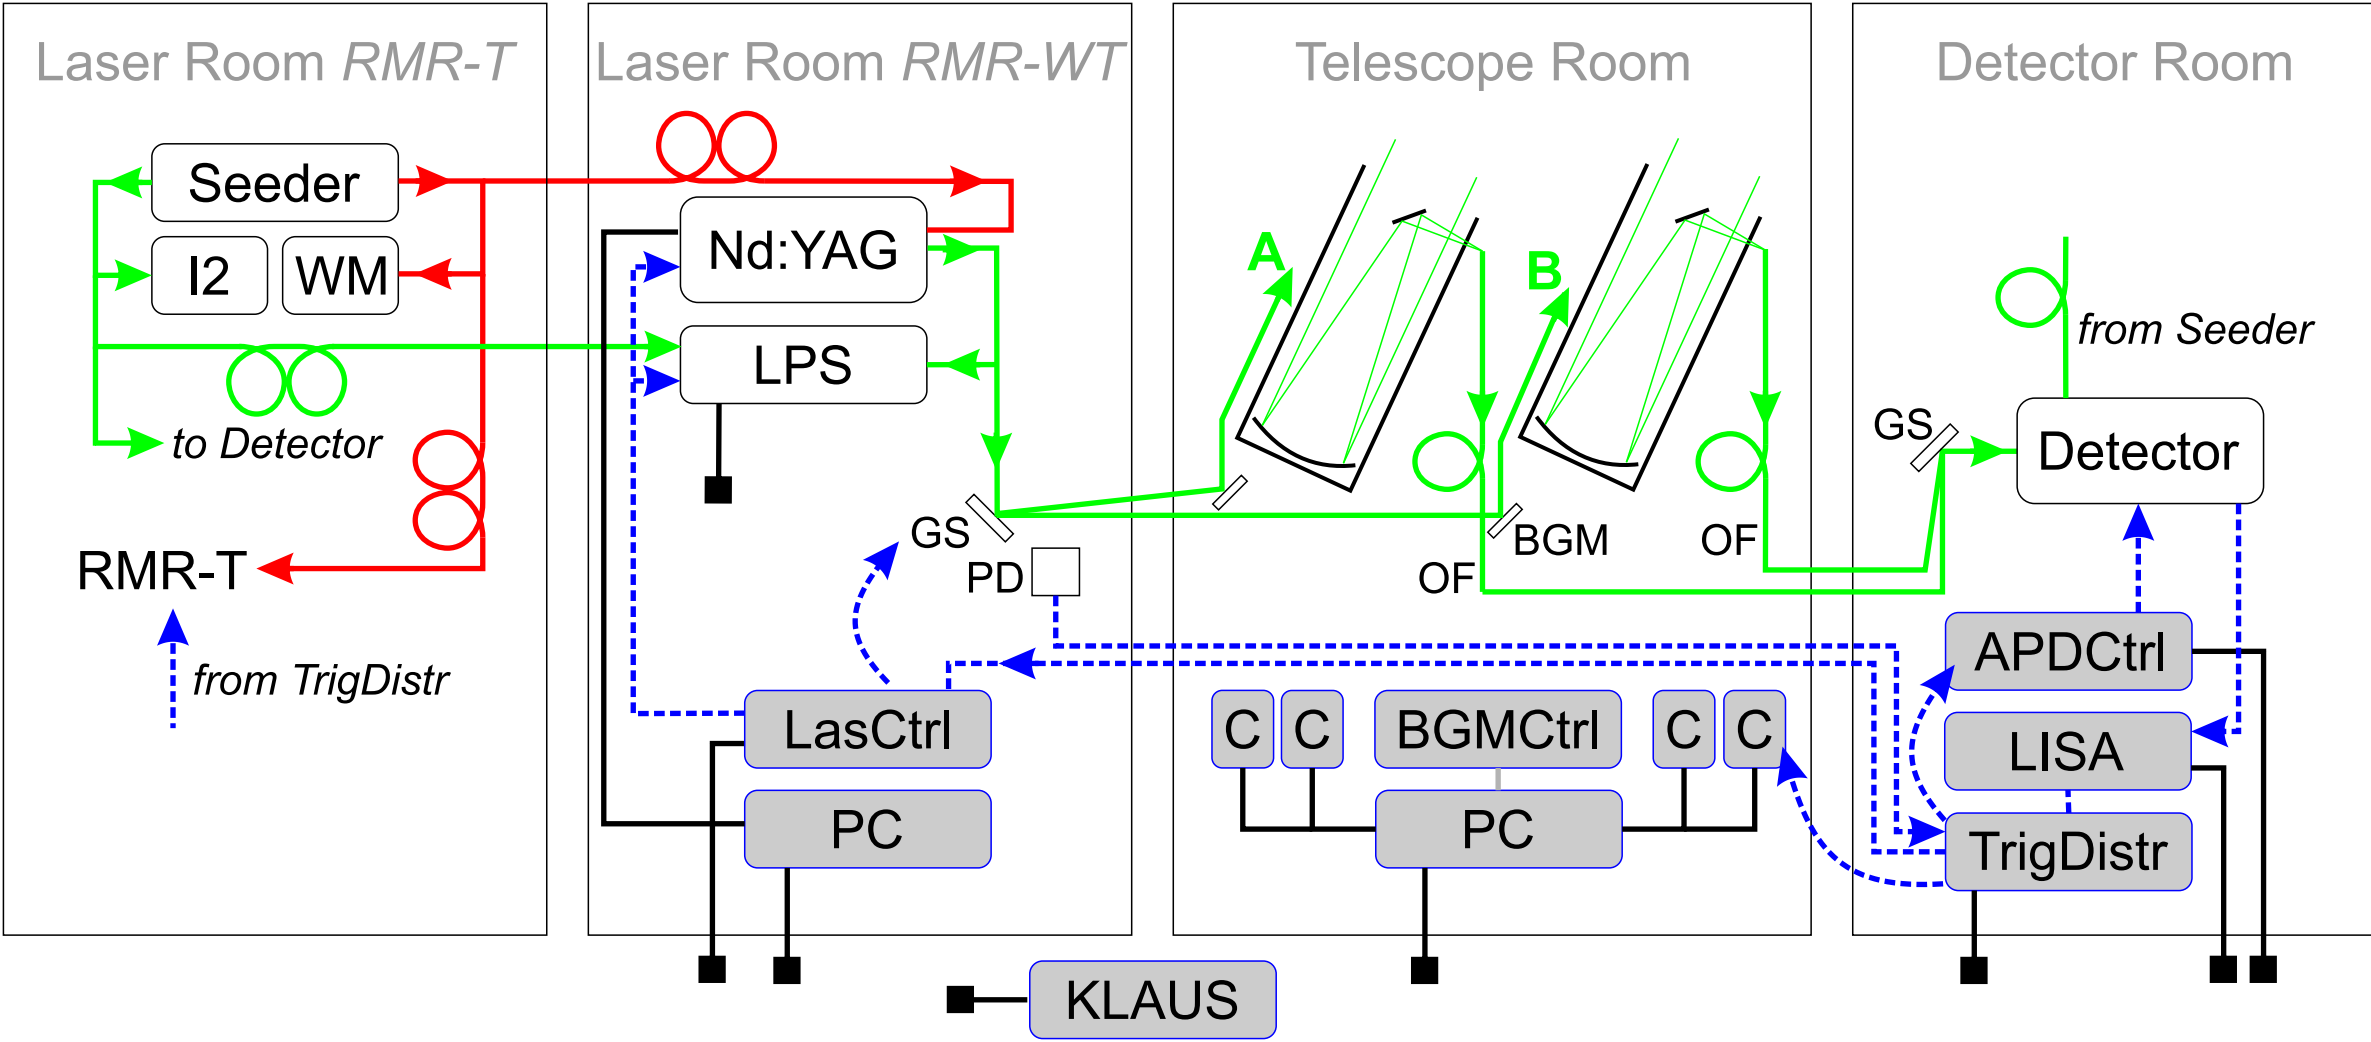 Laser Room RMR-T
Seeder
I2
WM
to Detector
RMR-T
from TrigDistr
Laser Room RMR-WT
Nd:YAG
LPS
GS
PD
LasCtrl
PC
Telescope Room
A
B
BGM
OF
OF
C
C
BGMCtrl
C
C
PC
Detector Room
from Seeder
GS
Detector
APDCtrl
LISA
TrigDistr
KLAUS